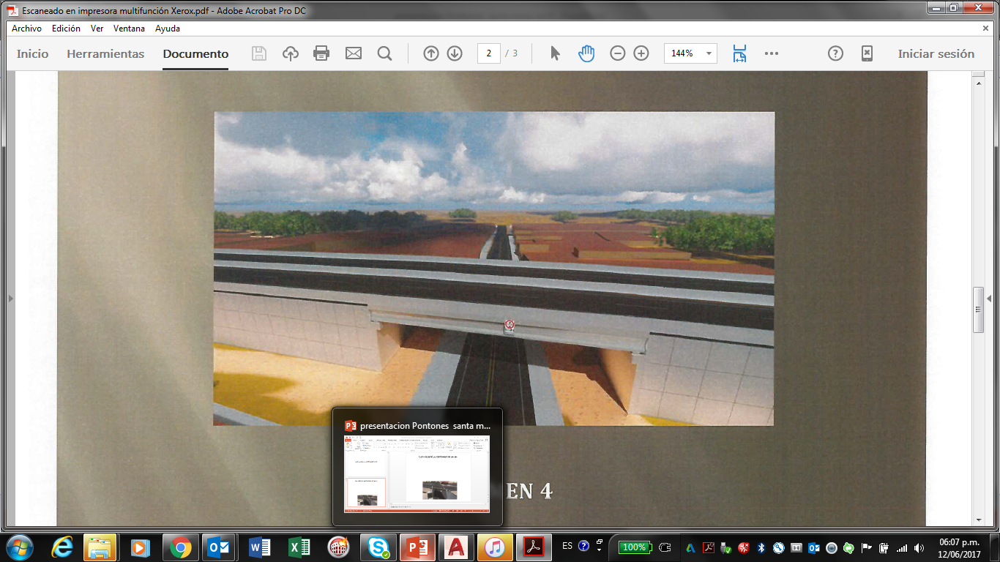 Escaneado en impresora multifunción Xerox.pdf - Adobe Acrobat Pro DC
Archivo Edición Ver Ventana Ayuda
Inicio Herramientas Documento 2 / 3 144% Iniciar sesión
presentacion Pontones santa m...
EN 4
ES
100%
06:07 p.m.
12/06/2017